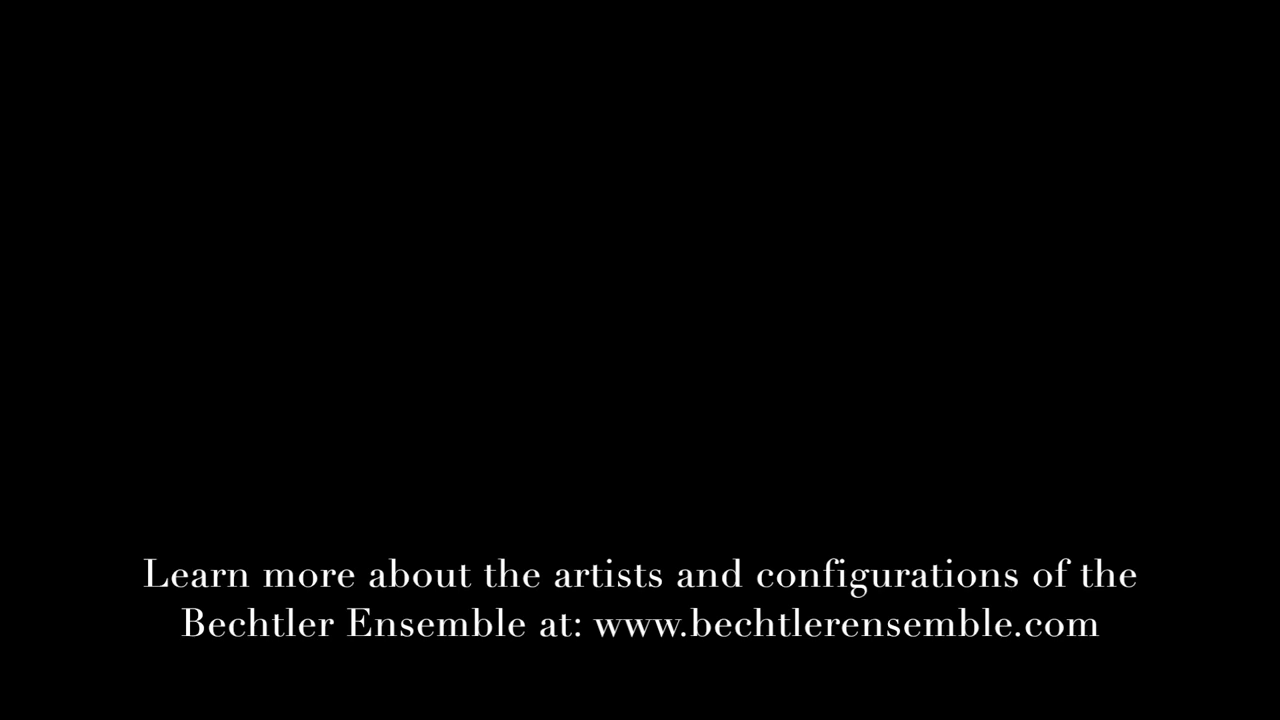 Learn more about the artists and configurations of the
Bechtler Ensemble at: www.bechtlerensemble.com